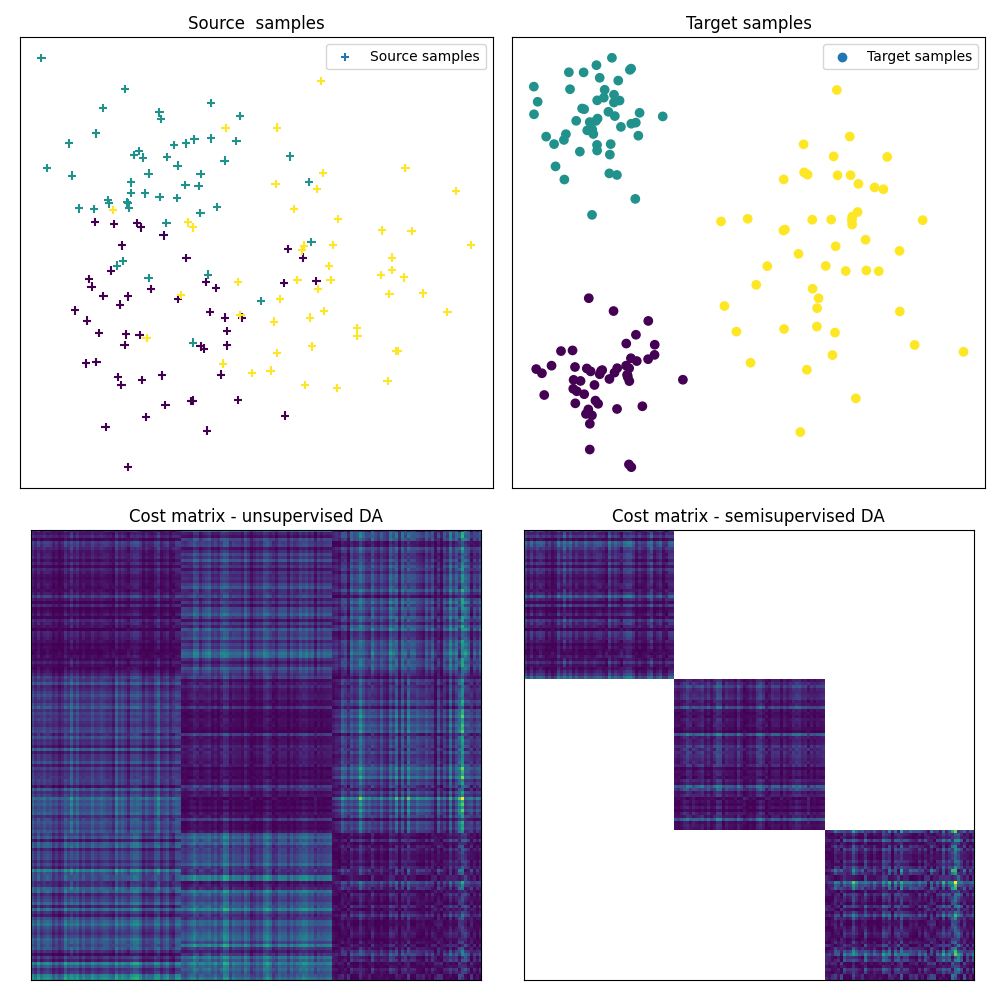 Source  samples
Target samples
Source samples
Target samples
Cost matrix - unsupervised DA
Cost matrix - semisupervised DA